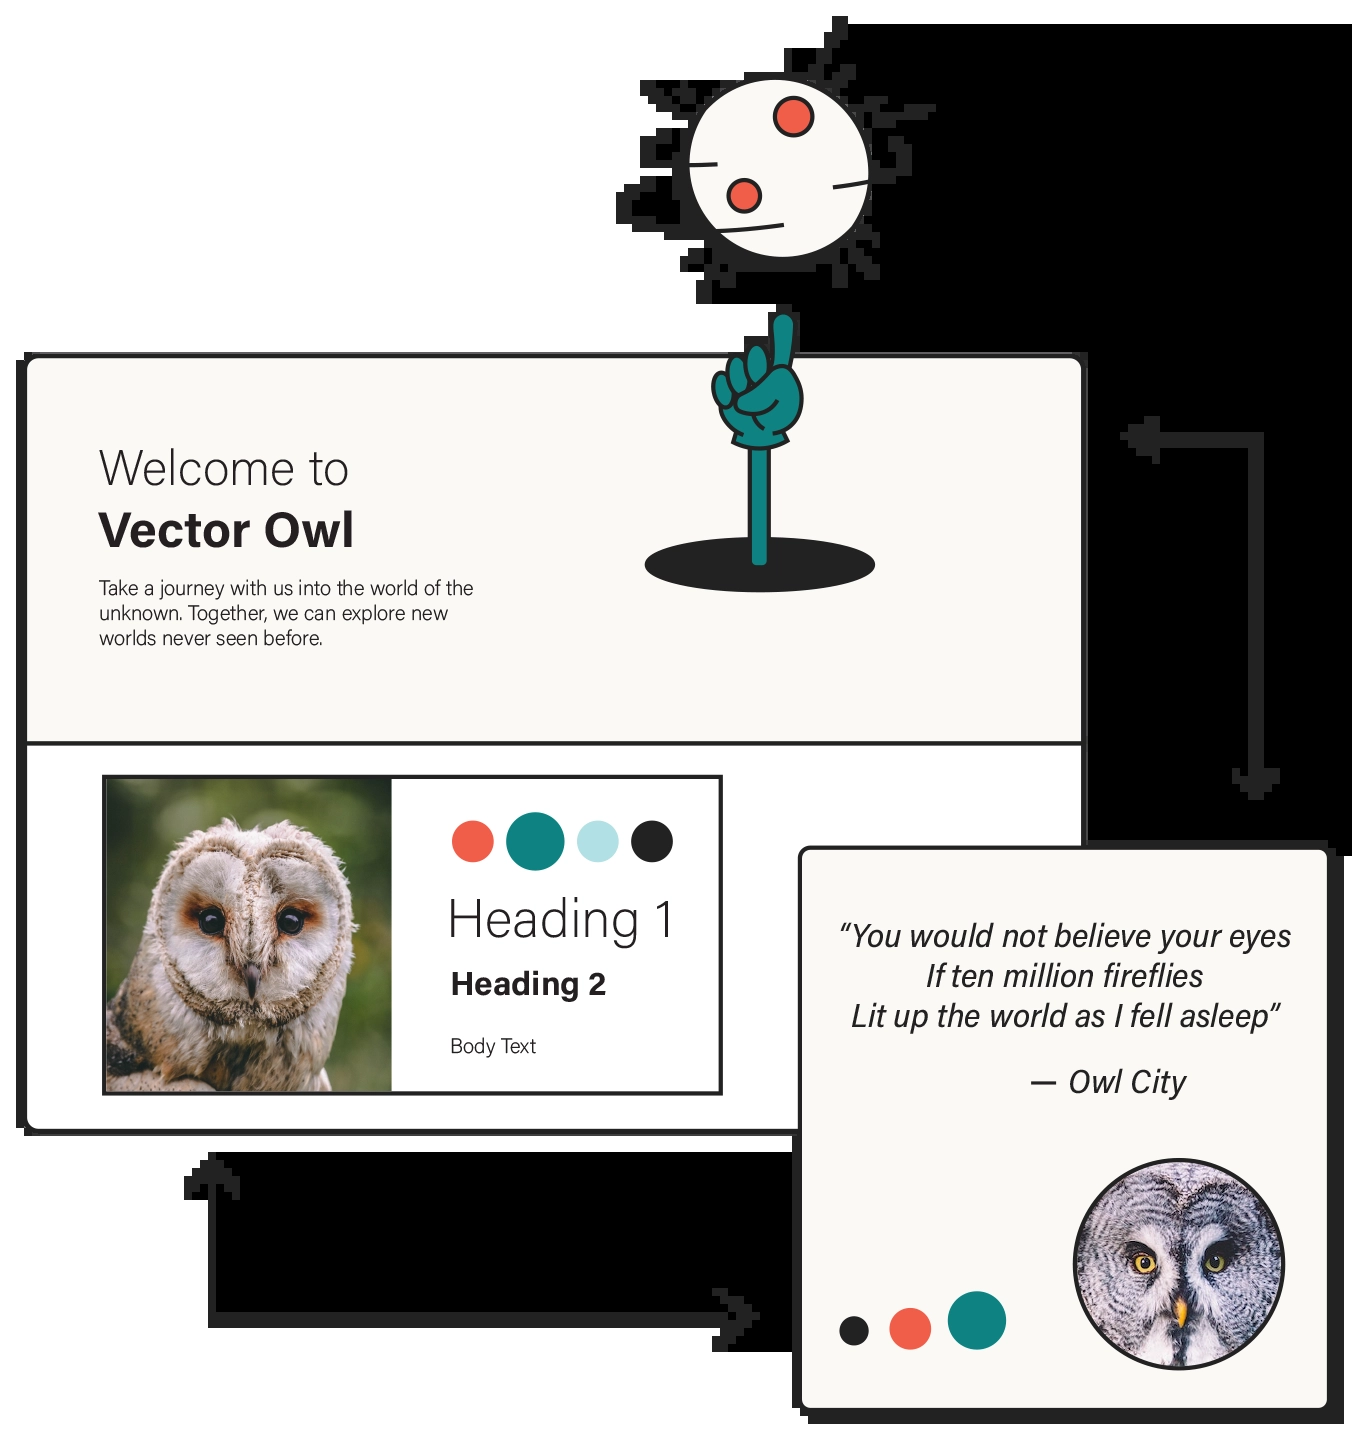 Welcome to
Vector Owl
Take a journey with us into the world of the
unknown. Together, we can explore new
worlds never seen before.
Heading 1
Heading 2
Body Text
“You would not believe your eyes
If ten million fireflies
Lit up the world as I fell asleep”
— Owl City